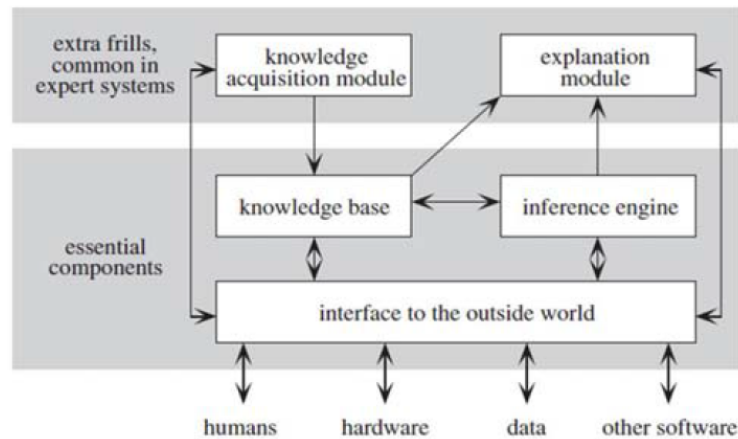 extra frills,
common in
expert systems
knowledge
acquisition module
explanation
module
essential
components
knowledge base
inference engine
interface to the outside world
humans
hardware
data
other software